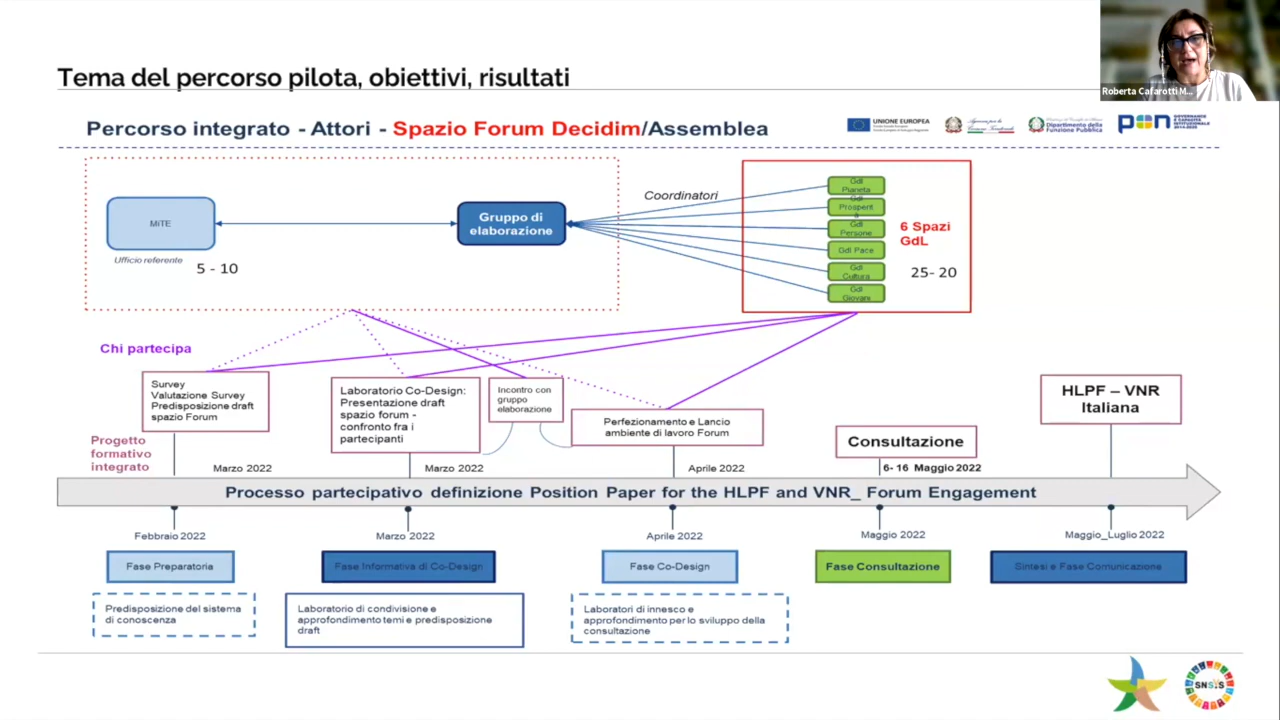 Roberta Cafarotti M...
Tema del percorso pilota, obiettivi, risultati
Percorso integrato - Attori - Spazio Forum Decidim/Assemblea
UNIONE EUROPEA
Dipartimento della
Funzione Pubblica
pon
GOVERNANCE
E CAPACITÀ
ISTITUZIONALE
2014-2020
MiTE
Ufficio referente
5 - 10
Gruppo di
elaborazione
Coordinatori
Gdl
Pianeta
Gdl
Prosperit
à
Gdl
Persone
Gdl Pace
Gdl
Cultura
Gdl
Giovani
6 Spazi
GdL
25- 20
Chi partecipa
Survey
Valutazione Survey
Predisposizione draft
spazio Forum
Laboratorio Co-Design:
Presentazione draft
spazio forum -
confronto fra i
partecipanti
Incontro con
gruppo
elaborazione
Perfezionamento e Lancio
ambiente di lavoro Forum
Consultazione
HLPF – VNR
Italiana
Progetto
formativo
integrato
Marzo 2022
Marzo 2022
Aprile 2022
6- 16 Maggio 2022
Processo partecipativo definizione Position Paper for the HLPF and VNR_ Forum Engagement
Febbraio 2022
Marzo 2022
Aprile 2022
Maggio 2022
Maggio_Luglio 2022
Fase Preparatoria
Fase Informativa di Co-Design
Fase Co-Design
Fase Consultazione
Sintesi e Fase Comunicazione
Predisposizione del sistema
di conoscenza
Laboratorio di condivisione e
approfondimento temi e predisposizione
draft
Laboratori di innesco e
approfondimento per lo sviluppo della
consultazione
SNSvS